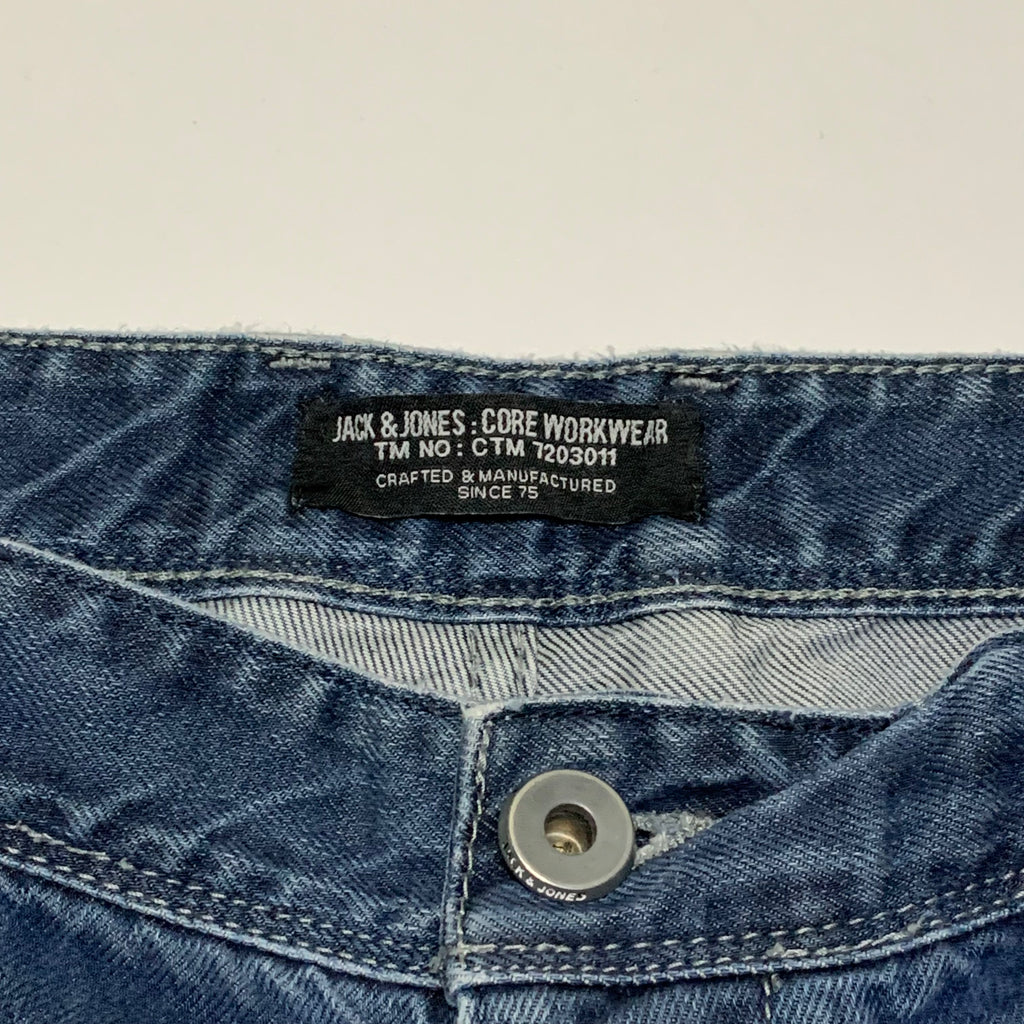 JACK & JONES : CORE WORKWEAR
TM NO : CTM 7203011
CRAFTED & MANUFACTURED
SINCE 75
JACK & JONES